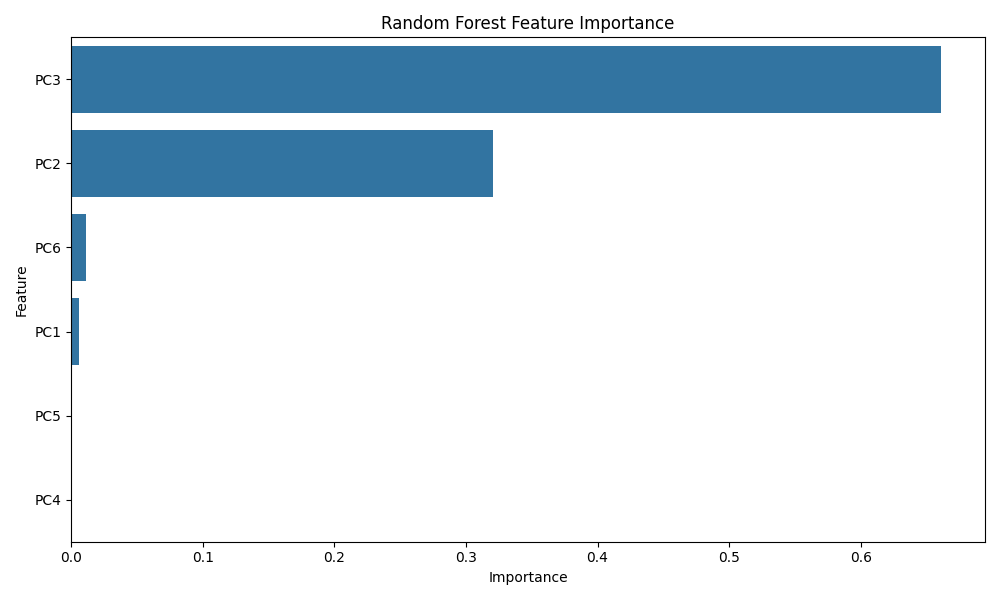 Random Forest Feature Importance
PC3
PC2
PC6
PC1
PC5
PC4
Feature
0.0 0.1 0.2 0.3 0.4 0.5 0.6
Importance